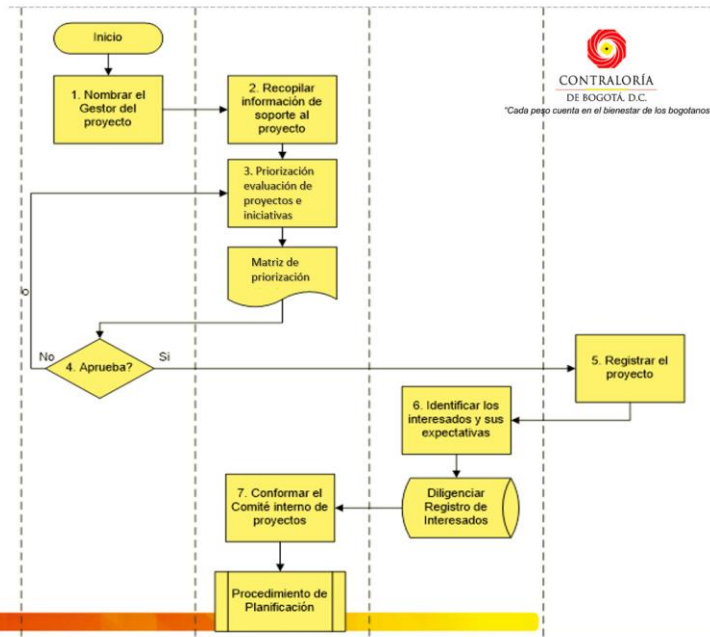 Inicio
CONTRALORÍA
DE BOGOTÁ, D.C.
"Cada peso cuenta en el bienestar de los bogotanos
1. Nombrar el
Gestor del
proyecto
2. Recopilar
información de
soporte al
proyecto
3. Priorización
evaluación de
proyectos e
iniciativas
Matriz de
priorización
No
4. Aprueba?
Si
5. Registrar el
proyecto
6. Identificar los
interesados y sus
expectativas
7. Conformar el
Comité interno de
proyectos
Diligenciar
Registro de
Interesados
Procedimiento de
Planificación